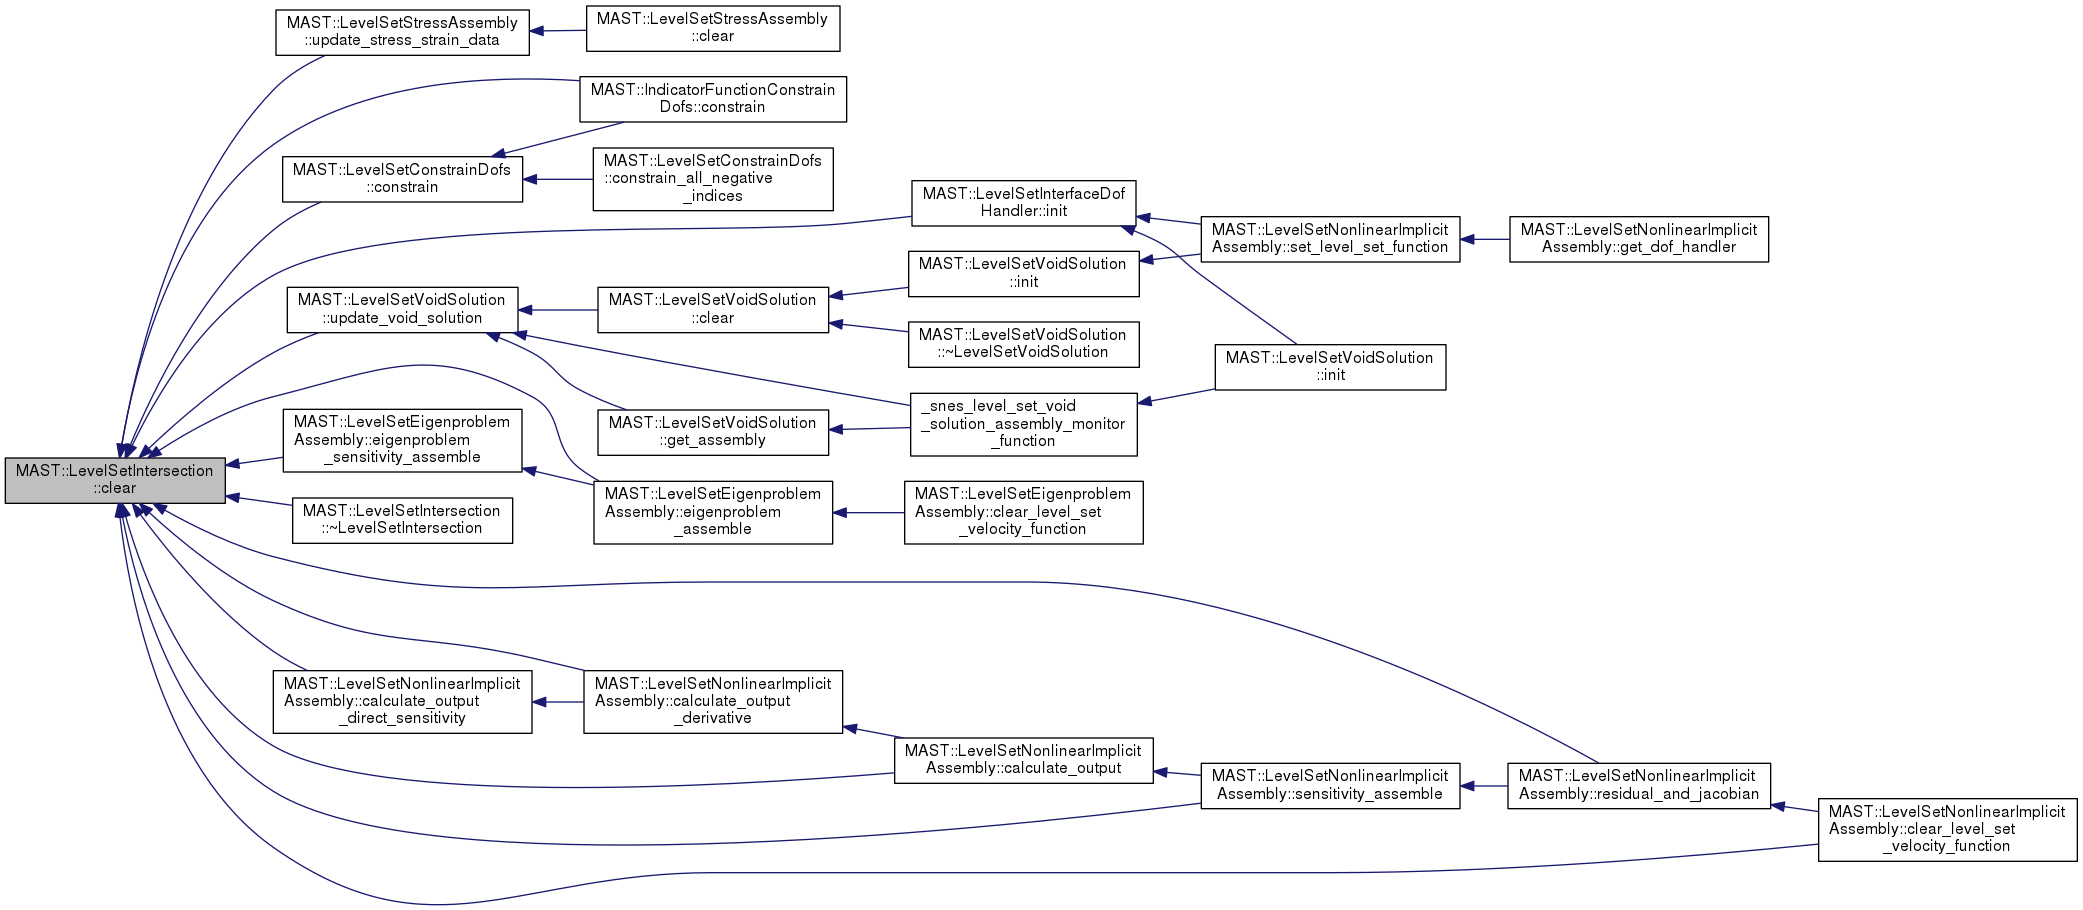 MAST::LevelSetStressAssembly
::update_stress_strain_data
MAST::LevelSetStressAssembly
::clear
MAST::IndicatorFunctionConstrain
Dofs::constrain
MAST::LevelSetConstrainDofs
::constrain
MAST::LevelSetConstrainDofs
::constrain_all_negative
_indices
MAST::LevelSetInterfaceDof
Handler::init
MAST::LevelSetNonlinearImplicit
Assembly::set_level_set_function
MAST::LevelSetNonlinearImplicit
Assembly::get_dof_handler
MAST::LevelSetVoidSolution
::init
MAST::LevelSetVoidSolution
::update_void_solution
MAST::LevelSetVoidSolution
::clear
MAST::LevelSetVoidSolution
::~LevelSetVoidSolution
MAST::LevelSetVoidSolution
::init
_snes_level_set_void
_solution_assembly_monitor
_function
MAST::LevelSetVoidSolution
::get_assembly
MAST::LevelSetEigenproblem
Assembly::eigenproblem
_sensitivity_assemble
MAST::LevelSetIntersection
::clear
MAST::LevelSetIntersection
::~LevelSetIntersection
MAST::LevelSetEigenproblem
Assembly::eigenproblem
_assemble
MAST::LevelSetEigenproblem
Assembly::clear_level_set
_velocity_function
MAST::LevelSetNonlinearImplicit
Assembly::calculate_output
_direct_sensitivity
MAST::LevelSetNonlinearImplicit
Assembly::calculate_output
_derivative
MAST::LevelSetNonlinearImplicit
Assembly::calculate_output
MAST::LevelSetNonlinearImplicit
Assembly::sensitivity_assemble
MAST::LevelSetNonlinearImplicit
Assembly::residual_and_jacobian
MAST::LevelSetNonlinearImplicit
Assembly::clear_level_set
_velocity_function